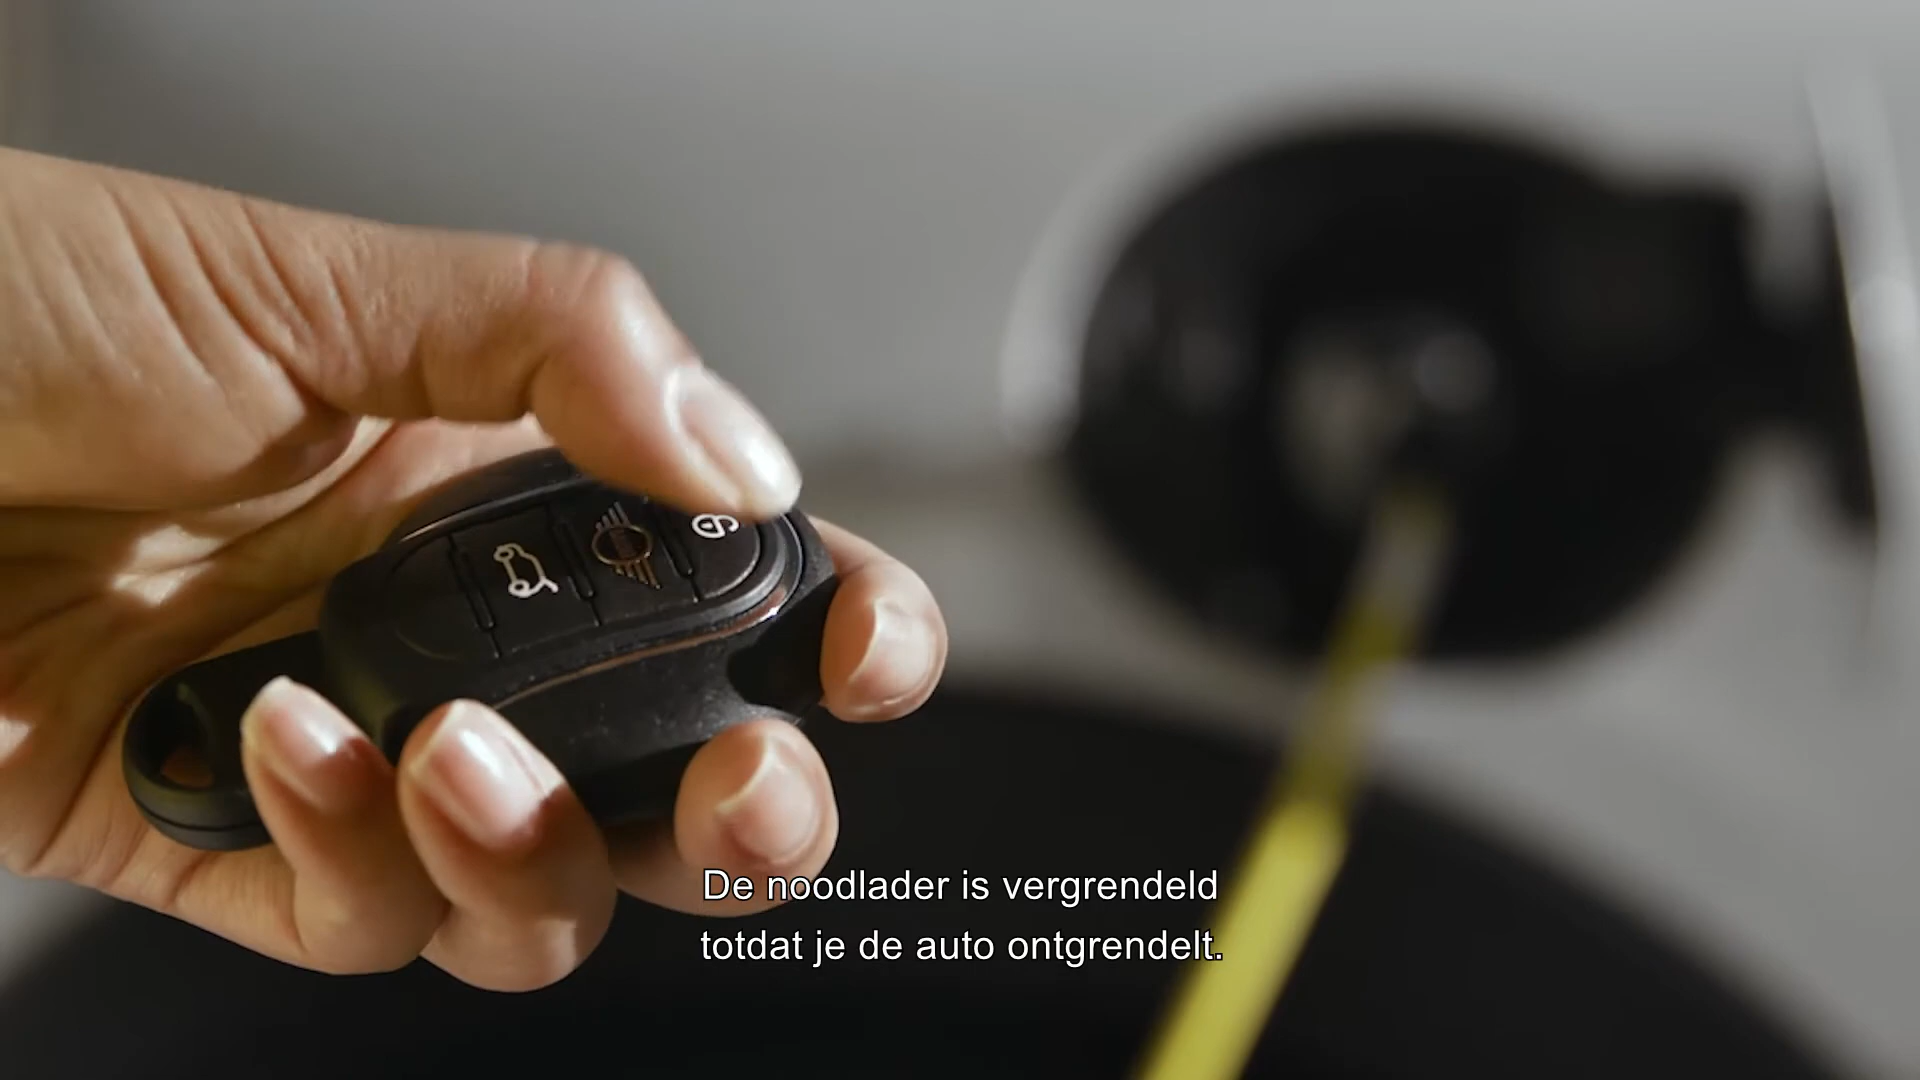 De noodlader is vergrendeld
totdat je de auto ontgrendelt.